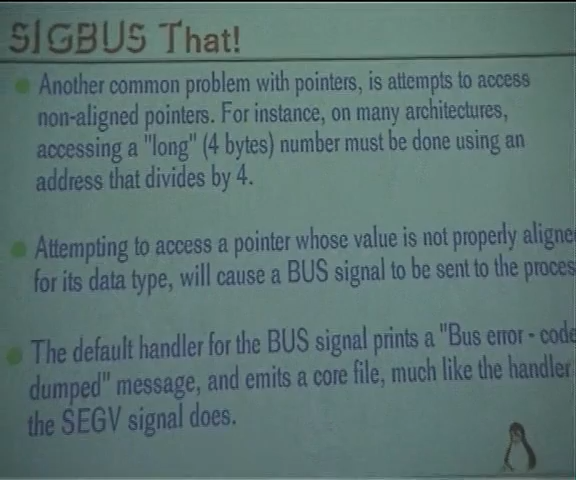 SIGBUS That!
Another common problem with pointers, is attempts to access
non-aligned pointers. For instance, on many architectures,
accessing a "long" (4 bytes) number must be done using an
address that divides by 4.
Attempting to access a pointer whose value is not properly aligne
for its data type, will cause a BUS signal to be sent to the proces
The default handler for the BUS signal prints a "Bus error - code
dumped" message, and emits a core file, much like the handler
the SEGV signal does.